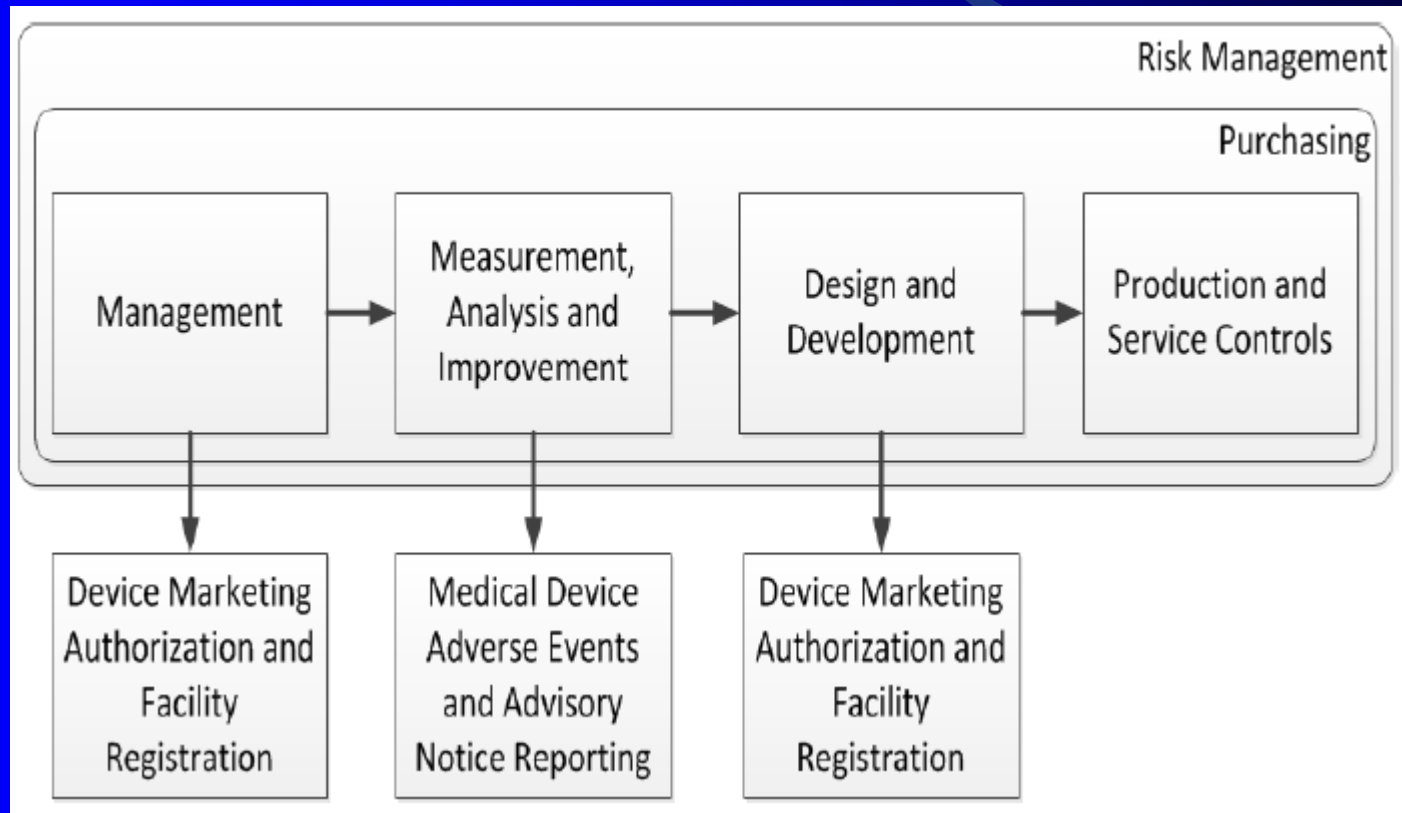 Risk Management
Purchasing
Management
Measurement,
Analysis and
Improvement
Design and
Development
Production and
Service Controls
Device Marketing
Authorization and
Facility
Registration
Medical Device
Adverse Events
and Advisory
Notice Reporting
Device Marketing
Authorization and
Facility
Registration